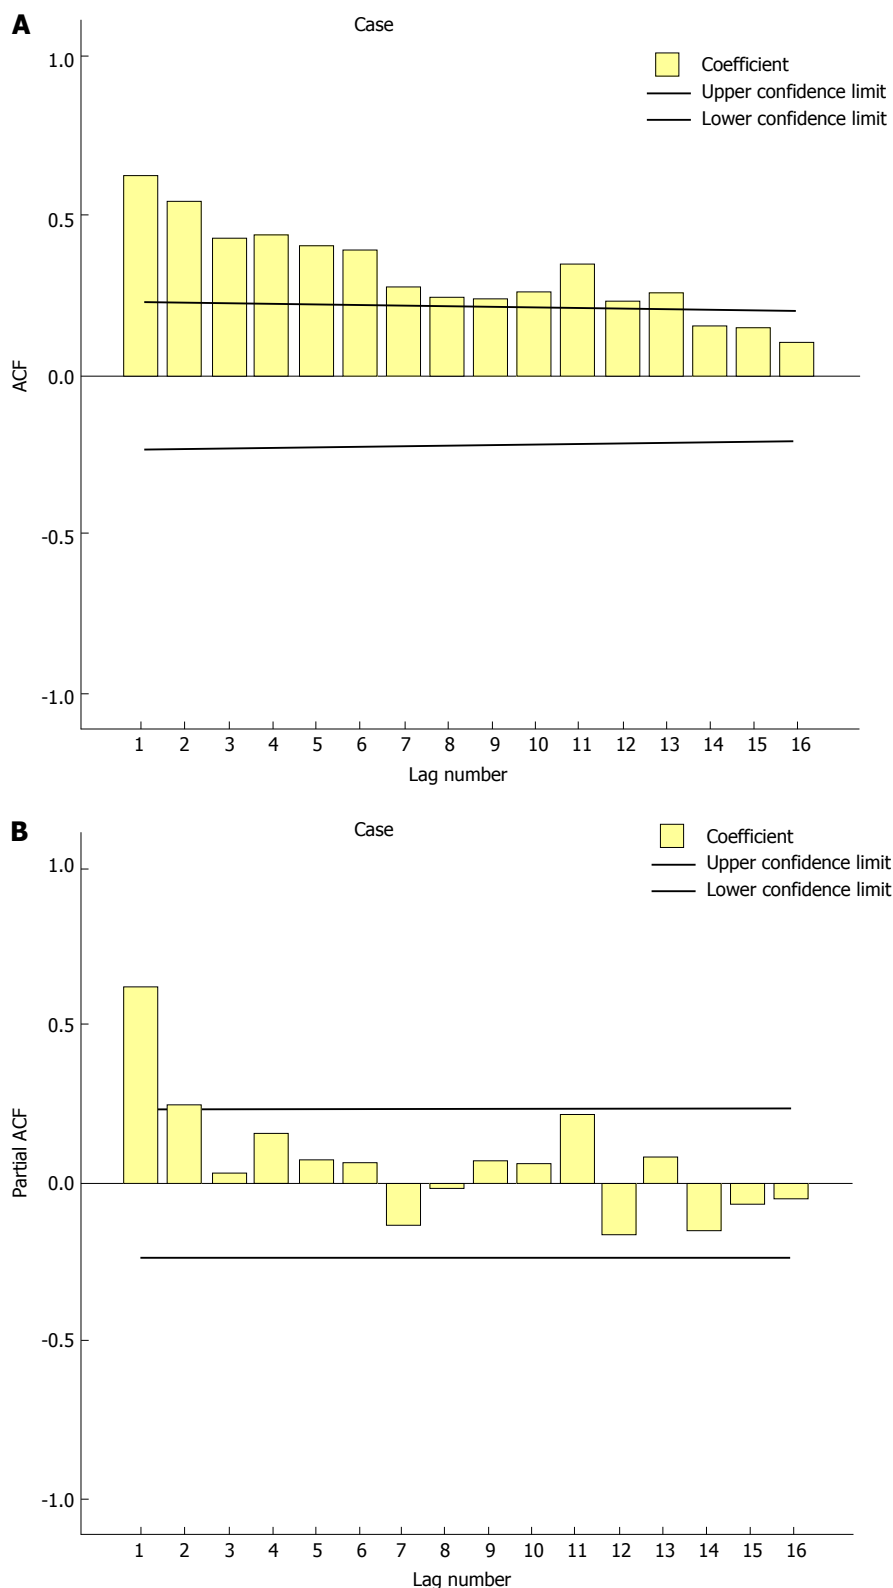 A
Case
1.0
0.5
0.0
-0.5
-1.0
ACF
Coefficient
Upper confidence limit
Lower confidence limit
1 2 3 4 5 6 7 8 9 10 11 12 13 14 15 16
Lag number
B
Case
1.0
0.5
0.0
-0.5
-1.0
Partial ACF
Coefficient
Upper confidence limit
Lower confidence limit
1 2 3 4 5 6 7 8 9 10 11 12 13 14 15 16
Lag number